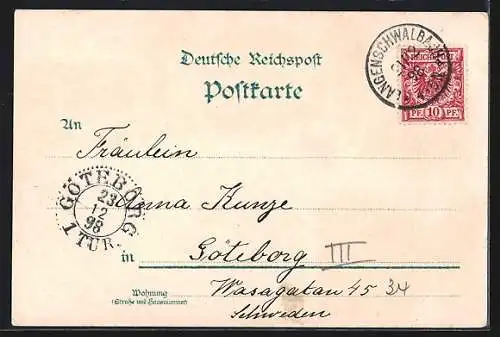 Deutsche Reichspost
Postkarte
LANGENSCHWALBACH
REICHSPOST
PF 10 PF
An
Fräulein
Anna Kunze
GÖTEBORG
23
12
98
1 TUR.
in
Göteborg III
Wohnung
(Straße und Hausnummer)
Wasagatan 45 34
Schweden